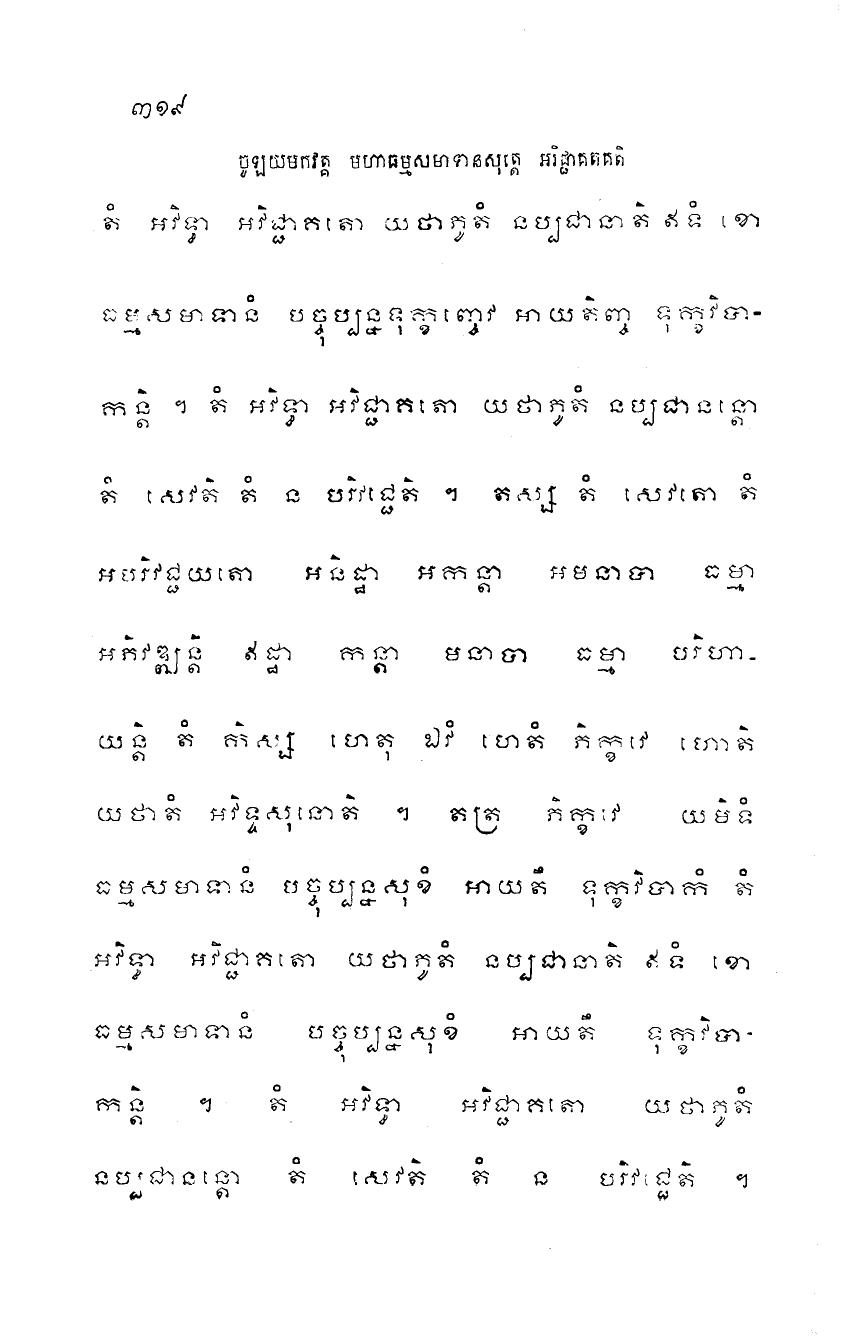 ៣១៩
ចូឡយមកវគ្គ មហាធម្មសមាទានសុត្តេ អវិជ្ជាគតគតិ
តំ អវិទ្វា អវិជ្ជាគតោ យថាភូតំ នប្បជានាតិ ឥទំ ខោ
ធម្មសមាទានំ បច្ចុប្បន្នទុក្ខញ្ចេវ អាយតិញ្ច ទុក្ខវិបា-
កន្តិ ។ តំ អវិទ្វា អវិជ្ជាគតោ យថាភូតំ នប្បជានន្តោ
តំ សេវតិ តំ ន បរិវជ្ជេតិ ។ តស្ស តំ សេវតោ តំ
អបរិវជ្ជយតោ អនិដ្ឋា អកន្តា អមនាបា ធម្មា
អភិវឌ្ឍន្តិ ឥដ្ឋា កន្តា មនាបា ធម្មា បរិហា-
យន្តិ តំ កិស្ស ហេតុ ឯវំ ហេតំ ភិក្ខវេ ហោតិ
យថាតំ អវិទ្ទសុនោតិ ។ តត្រ ភិក្ខវេ យមិទំ
ធម្មសមាទានំ បច្ចុប្បន្នសុខំ អាយតឹ ទុក្ខវិបាកំ តំ
អវិទ្វា អវិជ្ជាគតោ យថាភូតំ នប្បជានាតិ ឥទំ ខោ
ធម្មសមាទានំ បច្ចុប្បន្នសុខំ អាយតឹ ទុក្ខវិបា-
កន្តិ ។ តំ អវិទ្វា អវិជ្ជាគតោ យថាភូតំ
នប្បជានន្តោ តំ សេវតិ តំ ន បរិវជ្ជេតិ ។